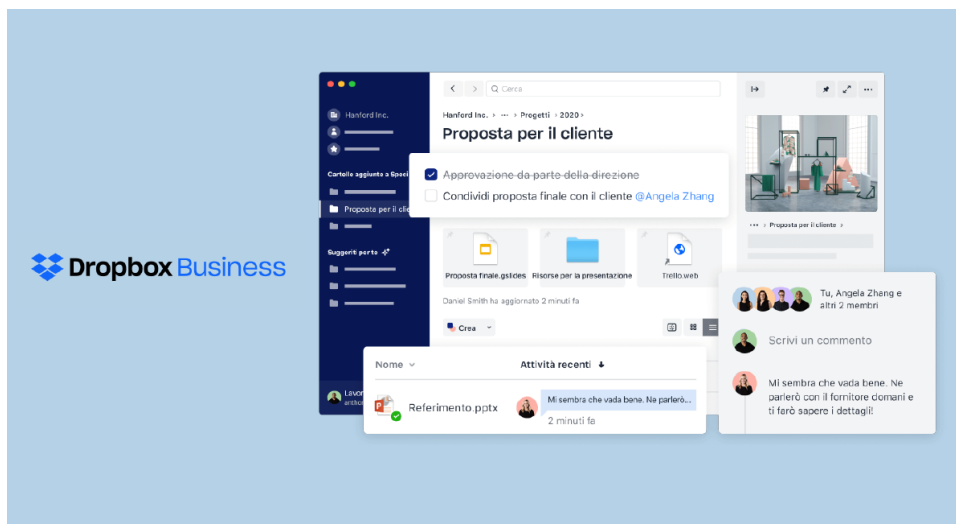 Dropbox Business
Hanford Inc.
Cartelle aggiunte a Speci
Proposta per il clie
Suggeriti per te
Lavor
Cerca
Hanford Inc. > ··· > Progetti > 2020 >
Proposta per il cliente
Approvazione da parte della direzione
Condividi proposta finale con il cliente @Angela Zhang
Proposta finale.gslides
Risorse per la presentazione
Trello.web
Daniel Smith ha aggiornato 2 minuti fa
Crea
Nome
Attività recenti
Referimento.pptx
Mi sembra che vada bene. Ne parlerò...
2 minuti fa
··· > Proposta per il cliente >
Tu, Angela Zhang e
altri 2 membri
Scrivi un commento
Mi sembra che vada bene. Ne
parlerò con il fornitore domani e
ti farò sapere i dettagli!